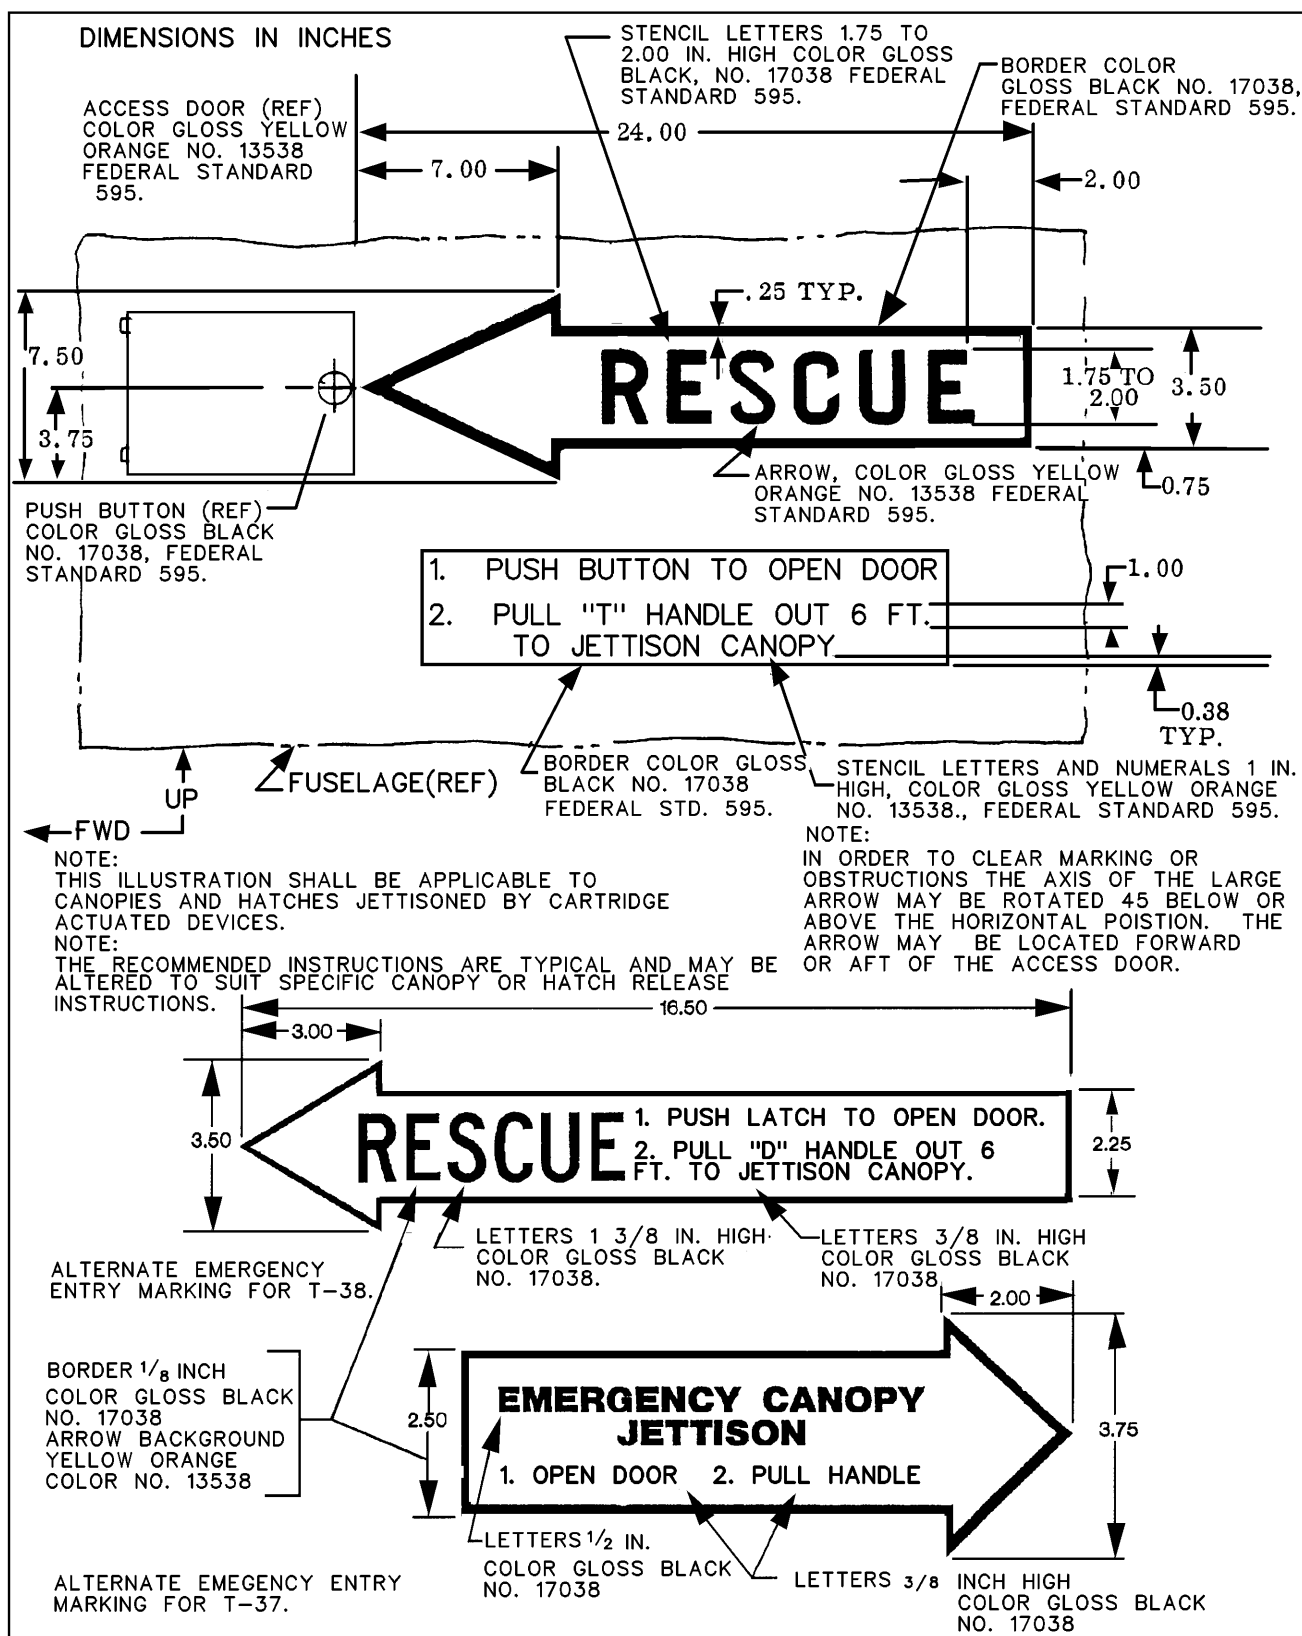 DIMENSIONS IN INCHES
STENCIL LETTERS 1.75 TO
2.00 IN. HIGH COLOR GLOSS
BLACK, NO. 17038 FEDERAL
STANDARD 595.
BORDER COLOR
GLOSS BLACK NO. 17038,
FEDERAL STANDARD 595.
ACCESS DOOR (REF)
COLOR GLOSS YELLOW
ORANGE NO. 13538
FEDERAL STANDARD
595.
24.00
7.00
2.00
.25 TYP.
7.50
3.75
RESCUE
1.75 TO
2.00
3.50
0.75
ARROW, COLOR GLOSS YELLOW
ORANGE NO. 13538 FEDERAL
STANDARD 595.
PUSH BUTTON (REF)
COLOR GLOSS BLACK
NO. 17038, FEDERAL
STANDARD 595.
1. PUSH BUTTON TO OPEN DOOR
2. PULL "T" HANDLE OUT 6 FT.
TO JETTISON CANOPY
1.00
0.38
TYP.
BORDER COLOR GLOSS
BLACK NO. 17038
FEDERAL STD. 595.
STENCIL LETTERS AND NUMERALS 1 IN.
HIGH, COLOR GLOSS YELLOW ORANGE
NO. 13538., FEDERAL STANDARD 595.
FUSELAGE(REF)
UP
FWD
NOTE:
THIS ILLUSTRATION SHALL BE APPLICABLE TO
CANOPIES AND HATCHES JETTISONED BY CARTRIDGE
ACTUATED DEVICES.
NOTE:
THE RECOMMENDED INSTRUCTIONS ARE TYPICAL AND MAY BE
ALTERED TO SUIT SPECIFIC CANOPY OR HATCH RELEASE
INSTRUCTIONS.
NOTE:
IN ORDER TO CLEAR MARKING OR
OBSTRUCTIONS THE AXIS OF THE LARGE
ARROW MAY BE ROTATED 45 BELOW OR
ABOVE THE HORIZONTAL POISTION. THE
ARROW MAY BE LOCATED FORWARD
OR AFT OF THE ACCESS DOOR.
16.50
3.00
3.50
RESCUE
1. PUSH LATCH TO OPEN DOOR.
2. PULL "D" HANDLE OUT 6
FT. TO JETTISON CANOPY.
2.25
LETTERS 1 3/8 IN. HIGH
COLOR GLOSS BLACK
NO. 17038.
LETTERS 3/8 IN. HIGH
COLOR GLOSS BLACK
NO. 17038
ALTERNATE EMERGENCY
ENTRY MARKING FOR T-38.
2.00
BORDER 1/8 INCH
COLOR GLOSS BLACK
NO. 17038
ARROW BACKGROUND
YELLOW ORANGE
COLOR NO. 13538
2.50
EMERGENCY CANOPY
JETTISON
1. OPEN DOOR 2. PULL HANDLE
3.75
LETTERS 1/2 IN.
COLOR GLOSS BLACK
NO. 17038
LETTERS 3/8 INCH HIGH
COLOR GLOSS BLACK
NO. 17038
ALTERNATE EMEGENCY ENTRY
MARKING FOR T-37.